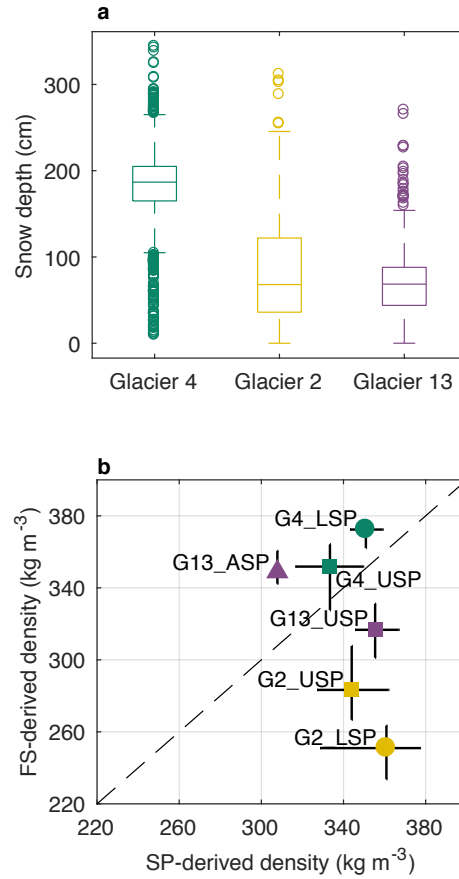 a
Snow depth (cm)
300
200
100
0
Glacier 4 Glacier 2 Glacier 13
b
FS-derived density (kg m⁻³)
380
340
300
260
220
G4_LSP
G13_ASP
G4_USP
G13_USP
G2_USP
G2_LSP
220 260 300 340 380
SP-derived density (kg m⁻³)